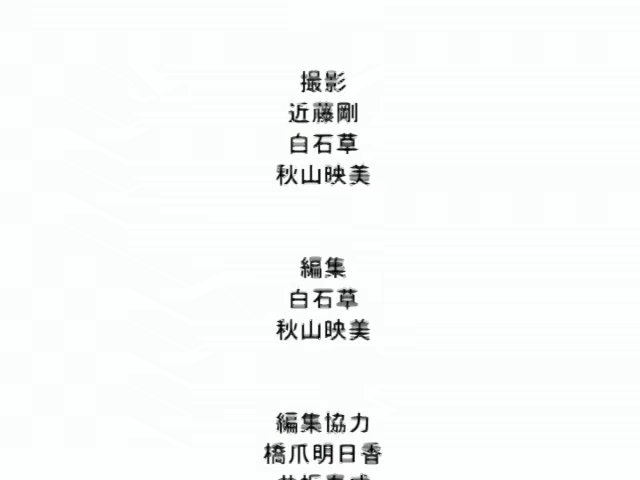 撮影
近藤剛
白石草
秋山映美
編集
白石草
秋山映美
編集協力
橋爪明日香